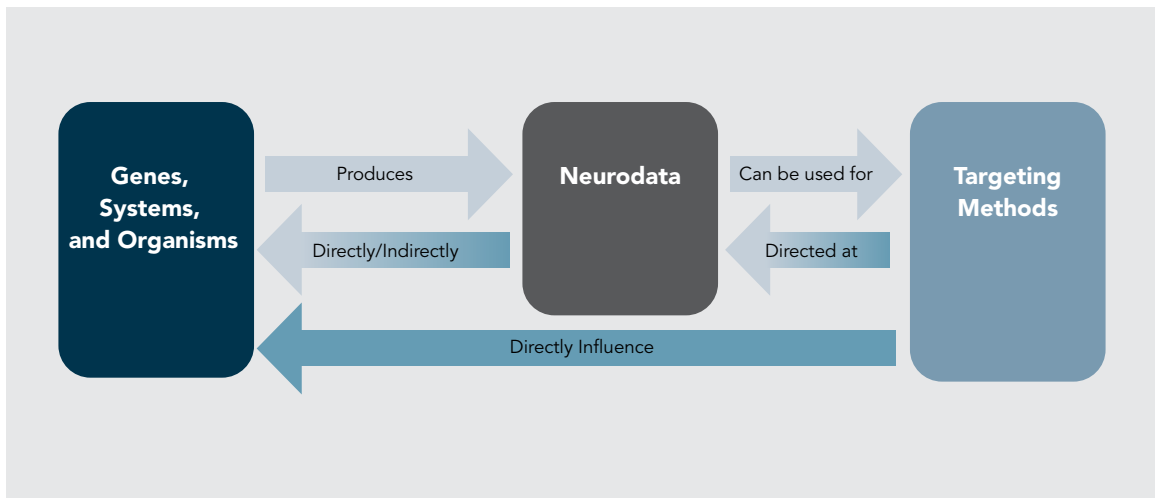 Genes,
Systems,
and Organisms
Produces
Directly/Indirectly
Neurodata
Can be used for
Directed at
Targeting
Methods
Directly Influence